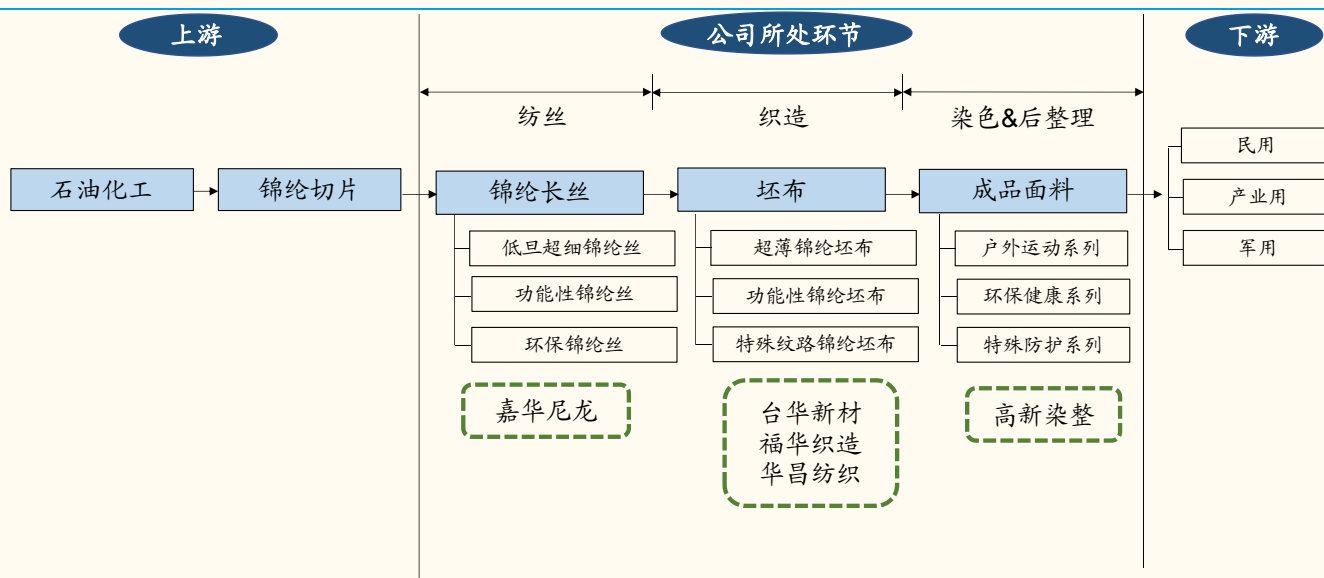 上游
公司所处环节
下游
纺丝
织造
染色&后整理
石油化工
锦纶切片
锦纶长丝
坯布
成品面料
民用
产业用
军用
低旦超细锦纶丝
超薄锦纶坯布
户外运动系列
功能性锦纶丝
功能性锦纶坯布
环保健康系列
环保锦纶丝
特殊纹路锦纶坯布
特殊防护系列
嘉华尼龙
台华新材
福华织造
华昌纺织
高新染整